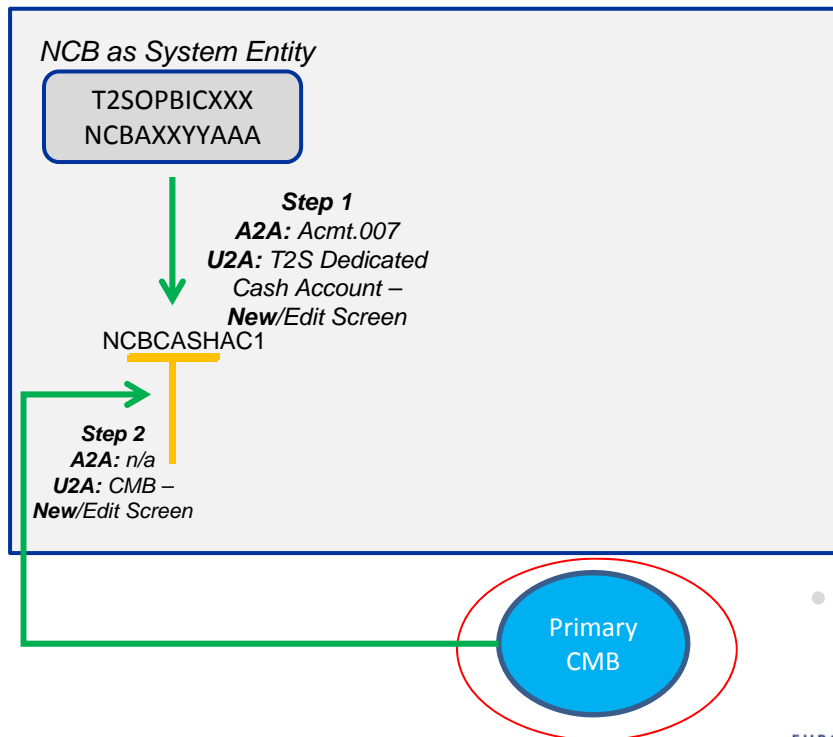 NCB as System Entity
T2SOPBICXXX
NCBAXXYYAAA
Step 1
A2A: Acmt.007
U2A: T2S Dedicated
Cash Account –
New/Edit Screen
NCBCASHAC1
Step 2
A2A: n/a
U2A: CMB –
New/Edit Screen
Primary
CMB